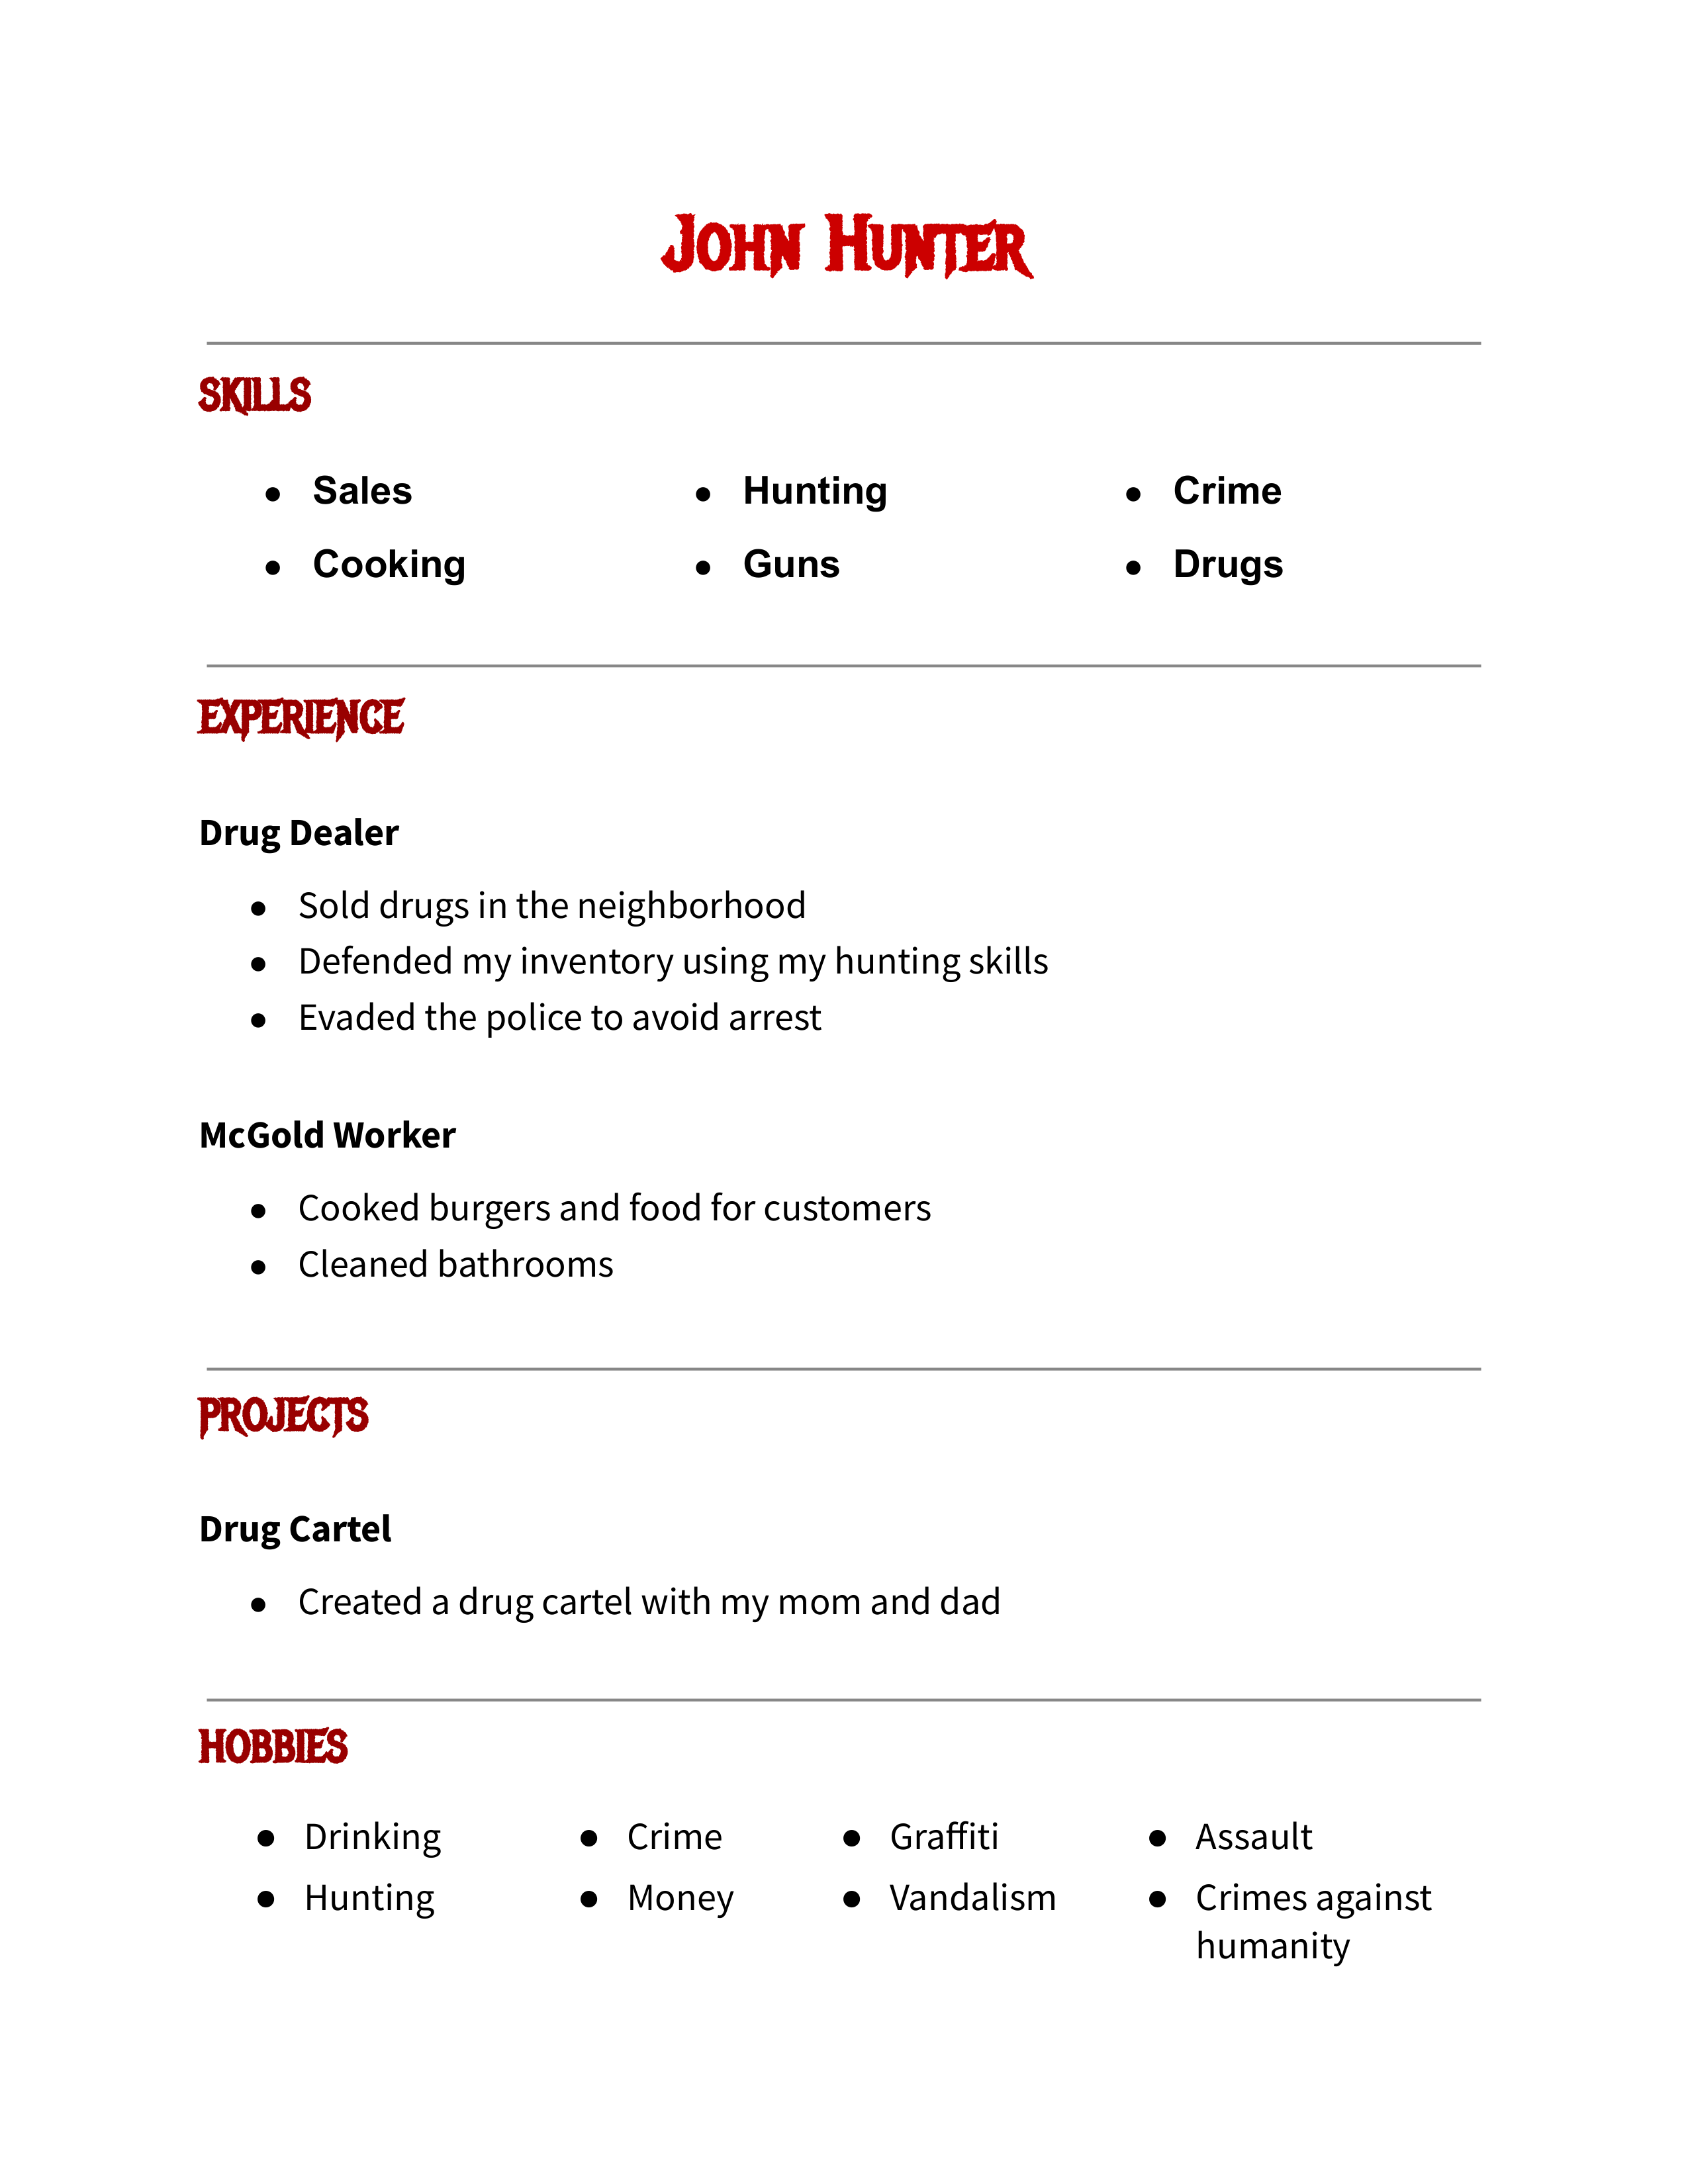 John Hunter
SKILLS
● Sales ● Hunting ● Crime
● Cooking ● Guns ● Drugs
EXPERIENCE
Drug Dealer
● Sold drugs in the neighborhood
● Defended my inventory using my hunting skills
● Evaded the police to avoid arrest
McGold Worker
● Cooked burgers and food for customers
● Cleaned bathrooms
PROJECTS
Drug Cartel
● Created a drug cartel with my mom and dad
HOBBIES
● Drinking ● Crime ● Graffiti ● Assault
● Hunting ● Money ● Vandalism ● Crimes against
humanity